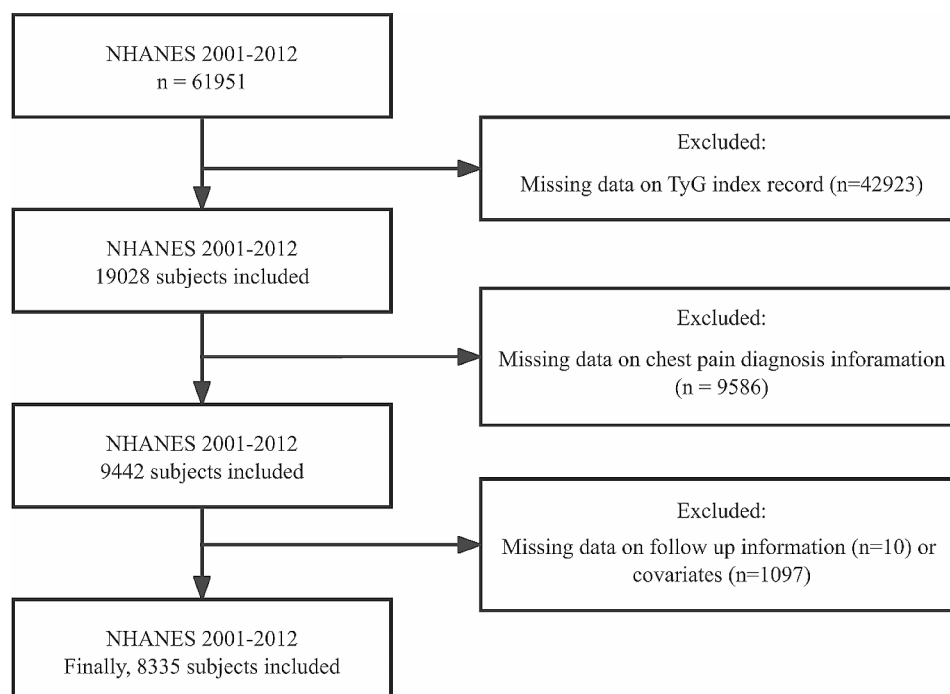 NHANES 2001-2012
n = 61951
Excluded:
Missing data on TyG index record (n=42923)
NHANES 2001-2012
19028 subjects included
Excluded:
Missing data on chest pain diagnosis inforamation
(n = 9586)
NHANES 2001-2012
9442 subjects included
Excluded:
Missing data on follow up information (n=10) or
covariates (n=1097)
NHANES 2001-2012
Finally, 8335 subjects included